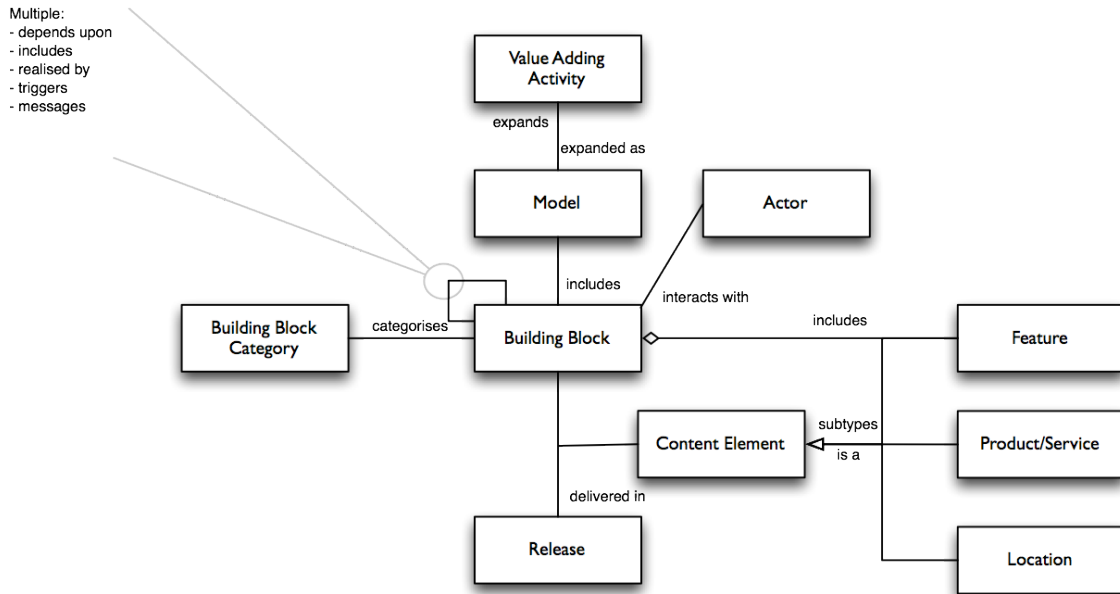 Multiple:
- depends upon
- includes
- realised by
- triggers
- messages
Value Adding
Activity
expands
expanded as
Model
Actor
includes
interacts with
Building Block
Category
categorises
Building Block
includes
Feature
Content Element
subtypes
is a
Product/Service
delivered in
Release
Location